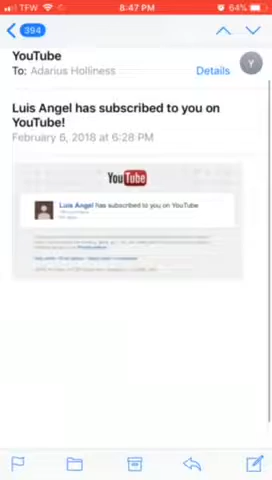 TFW 8:47 PM 64%
394
YouTube
To: Adarius Holliness Details Y
Luis Angel has subscribed to you on
YouTube!
February 6, 2018 at 6:28 PM
YouTube
Luis Angel has subscribed to you on YouTube